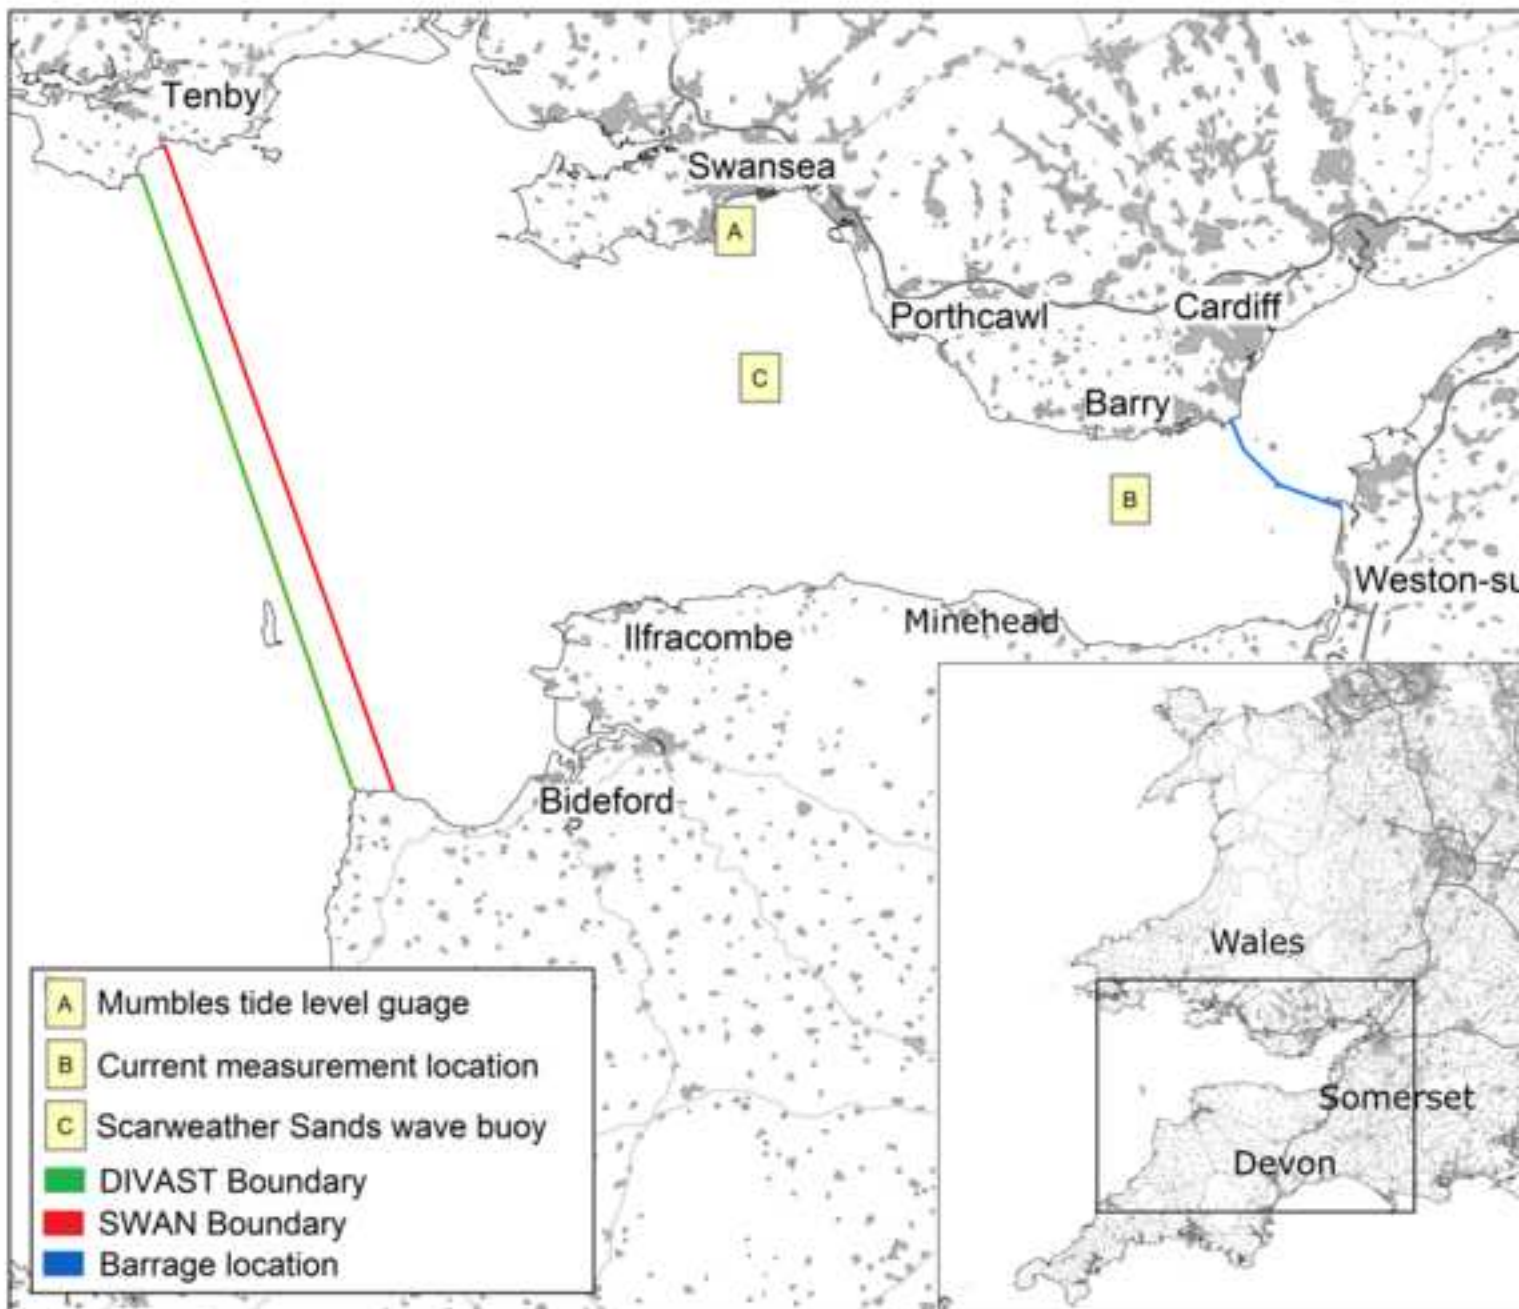 Tenby
Swansea
A
Porthcawl
Cardiff
C
Barry
B
Weston-su
Minehead
Ilfracombe
Bideford
A Mumbles tide level guage
B Current measurement location
C Scarweather Sands wave buoy
DIVAST Boundary
SWAN Boundary
Barrage location
Wales
Somerset
Devon